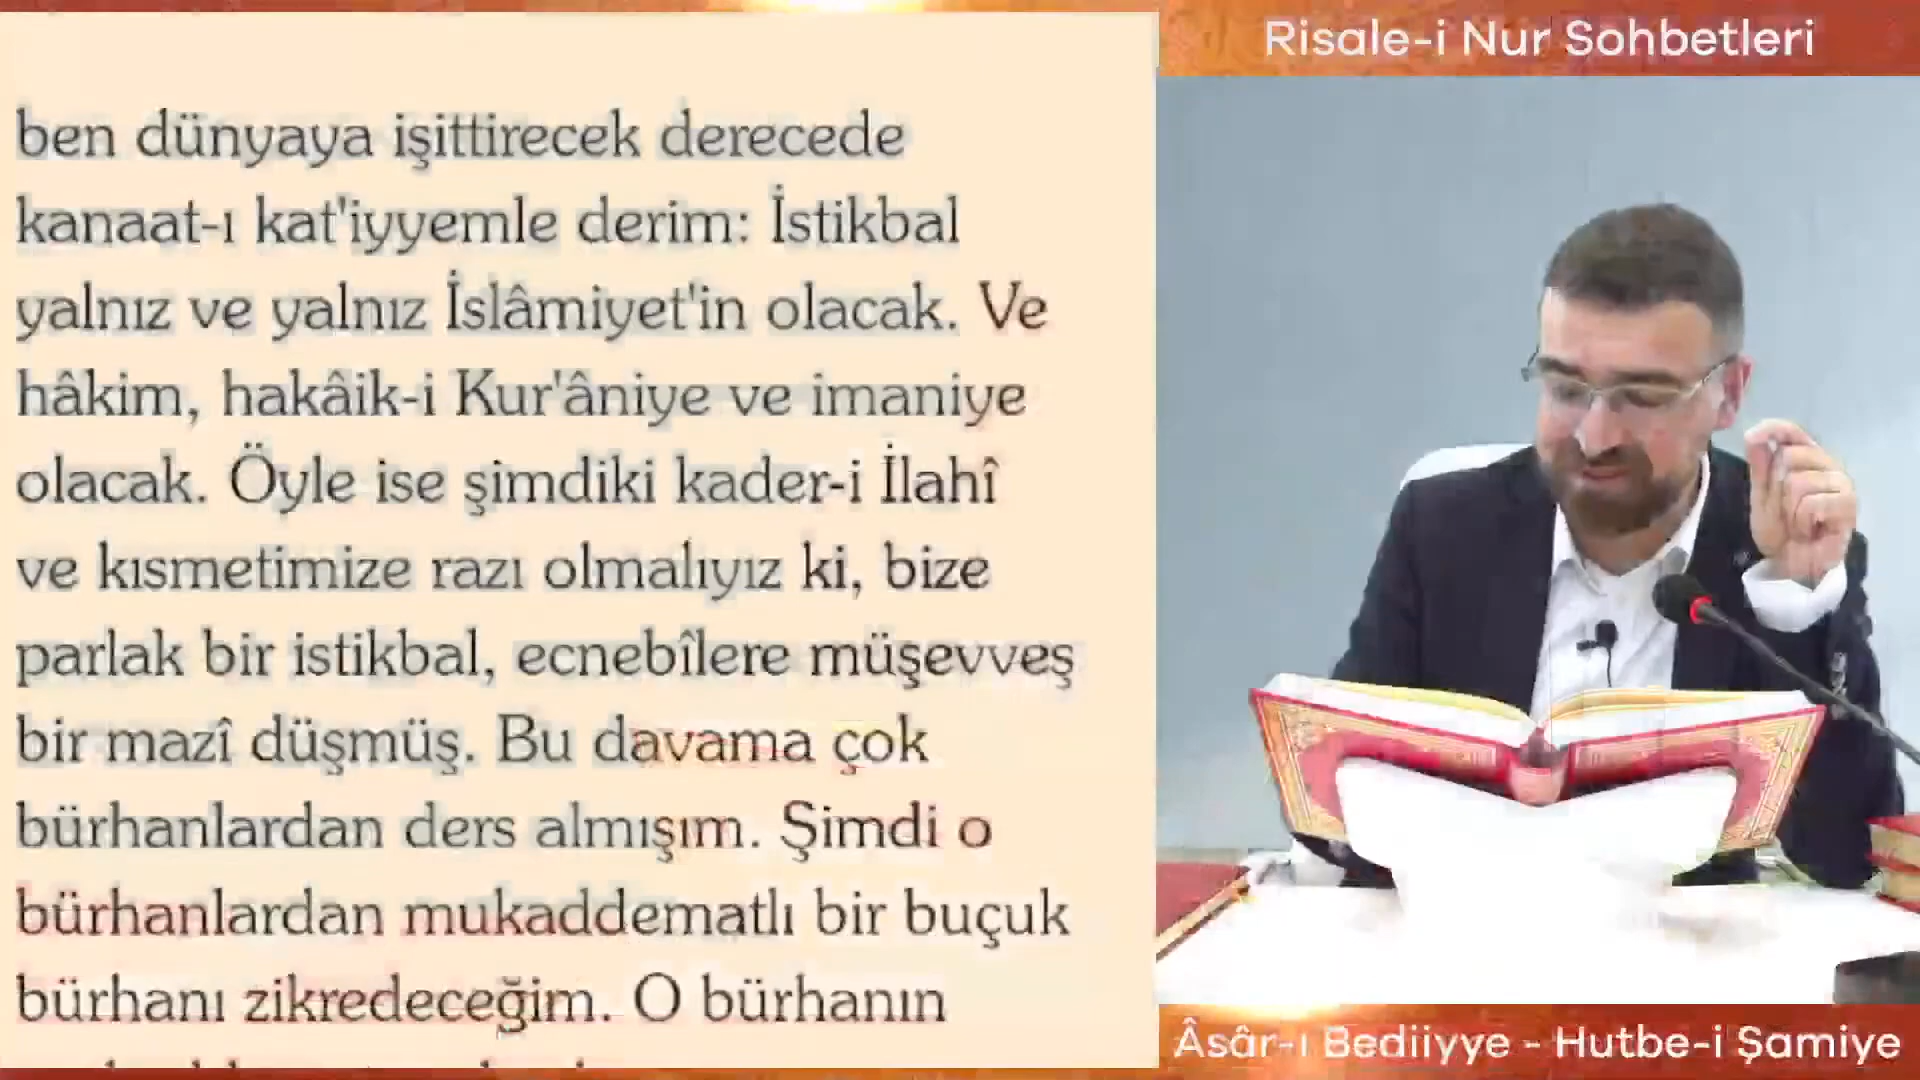 Risale-i Nur Sohbetleri
ben dünyaya işittirecek derecede
kanaat-ı kat'iyyemle derim: İstikbal
yalnız ve yalnız İslâmiyet'in olacak. Ve
hâkim, hakâik-i Kur'âniye ve imaniye
olacak. Öyle ise şimdiki kader-i İlahî
ve kısmetimize razı olmalıyız ki, bize
parlak bir istikbal, ecnebîlere müşevveş
bir mazî düşmüş. Bu davama çok
bürhanlardan ders almışım. Şimdi o
bürhanlardan mukaddematlı bir buçuk
bürhanı zikredeceğim. O bürhanın
Âsâr-ı Bediiyye - Hutbe-i Şamiye